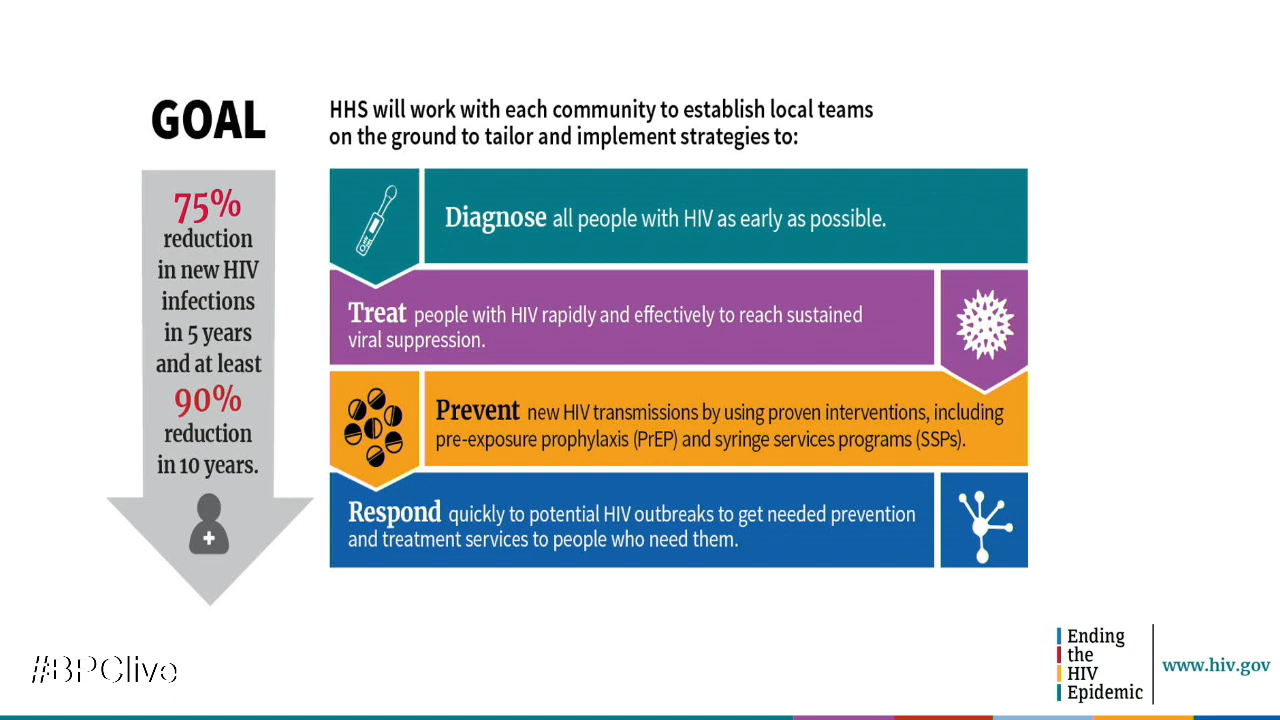 GOAL
75%
reduction
in new HIV
infections
in 5 years
and at least
90%
reduction
in 10 years.
HHS will work with each community to establish local teams
on the ground to tailor and implement strategies to:
Diagnose all people with HIV as early as possible.
Treat people with HIV rapidly and effectively to reach sustained
viral suppression.
Prevent new HIV transmissions by using proven interventions, including
pre-exposure prophylaxis (PrEP) and syringe services programs (SSPs).
Respond quickly to potential HIV outbreaks to get needed prevention
and treatment services to people who need them.
#BPClive
Ending
the
HIV
Epidemic
www.hiv.gov